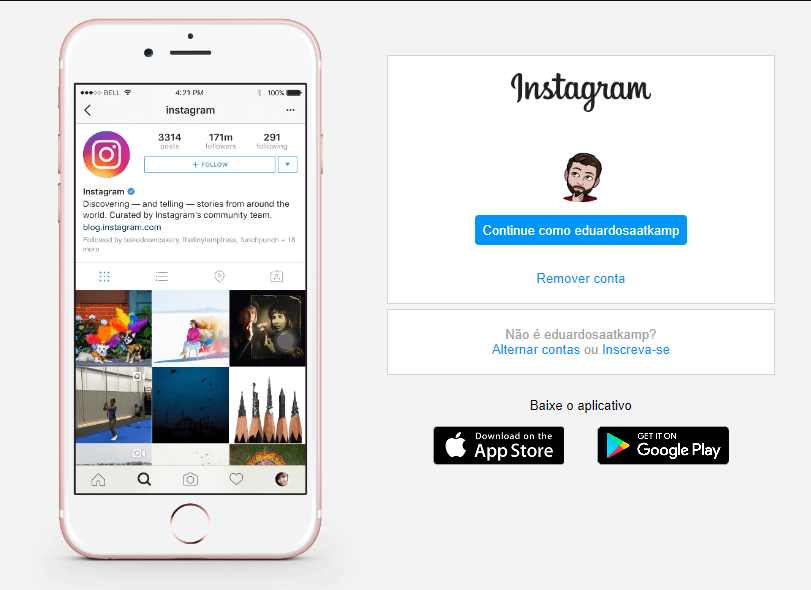 BELL 4:21 PM 100%
instagram
3314 171m 291
posts followers following
+ FOLLOW
Instagram
Discovering — and telling — stories from around the
world. Curated by Instagram's community team.
blog.instagram.com
Followed by thetinytemptress, funchpunch + 18
more
Instagram
Continue como eduardosaatkamp
Remover conta
Não é eduardosaatkamp?
Alternar contas ou Inscreva-se
Baixe o aplicativo
Download on the
App Store
GET IT ON
Google Play